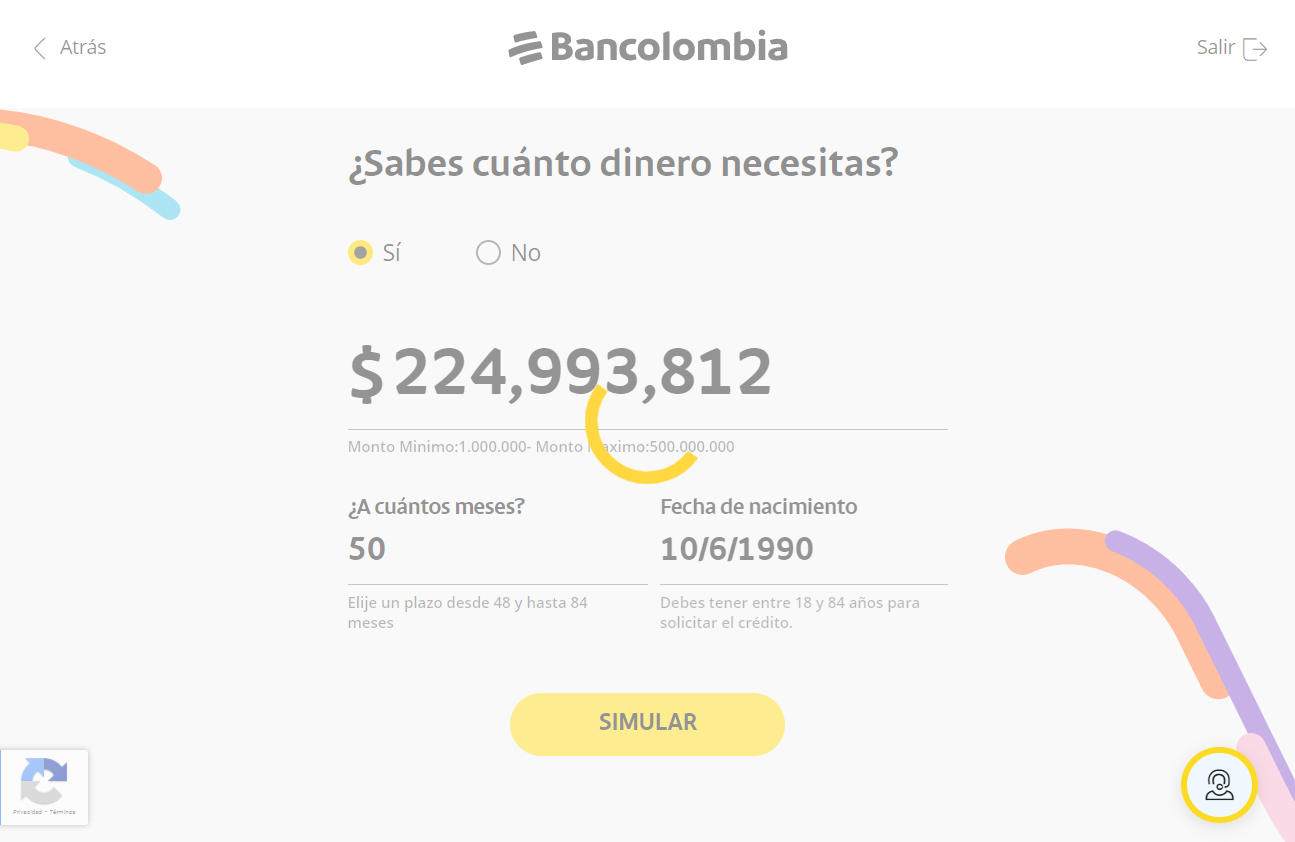 Atrás
Bancolombia
Salir
¿Sabes cuánto dinero necesitas?
Sí
No
$ 224,993,812
Monto Minimo:1.000.000- Monto Maximo:500.000.000
¿A cuántos meses?
Fecha de nacimiento
50
10/6/1990
Elije un plazo desde 48 y hasta 84
meses
Debes tener entre 18 y 84 años para
solicitar el crédito.
SIMULAR
Privacidad - Términos